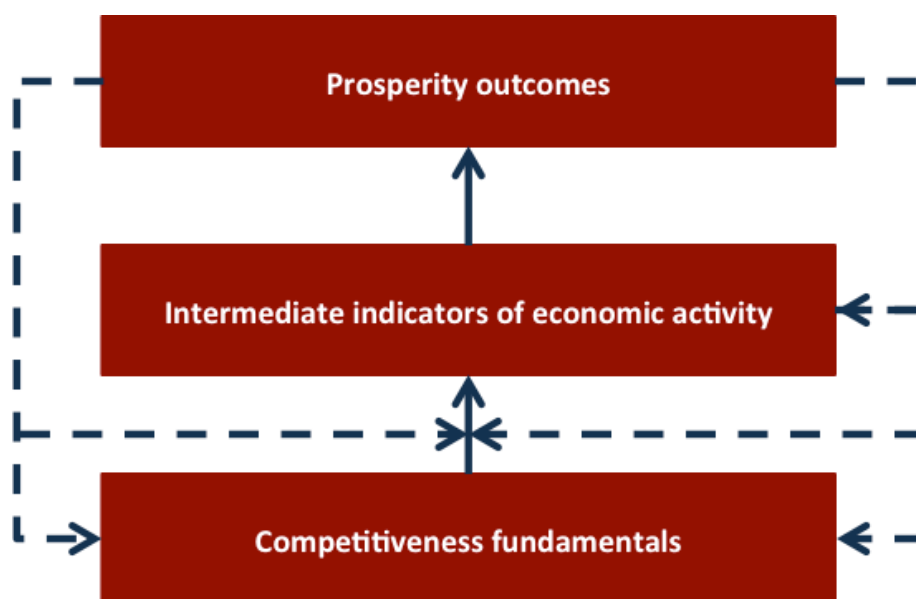 Prosperity outcomes
Intermediate indicators of economic activity
Competitiveness fundamentals